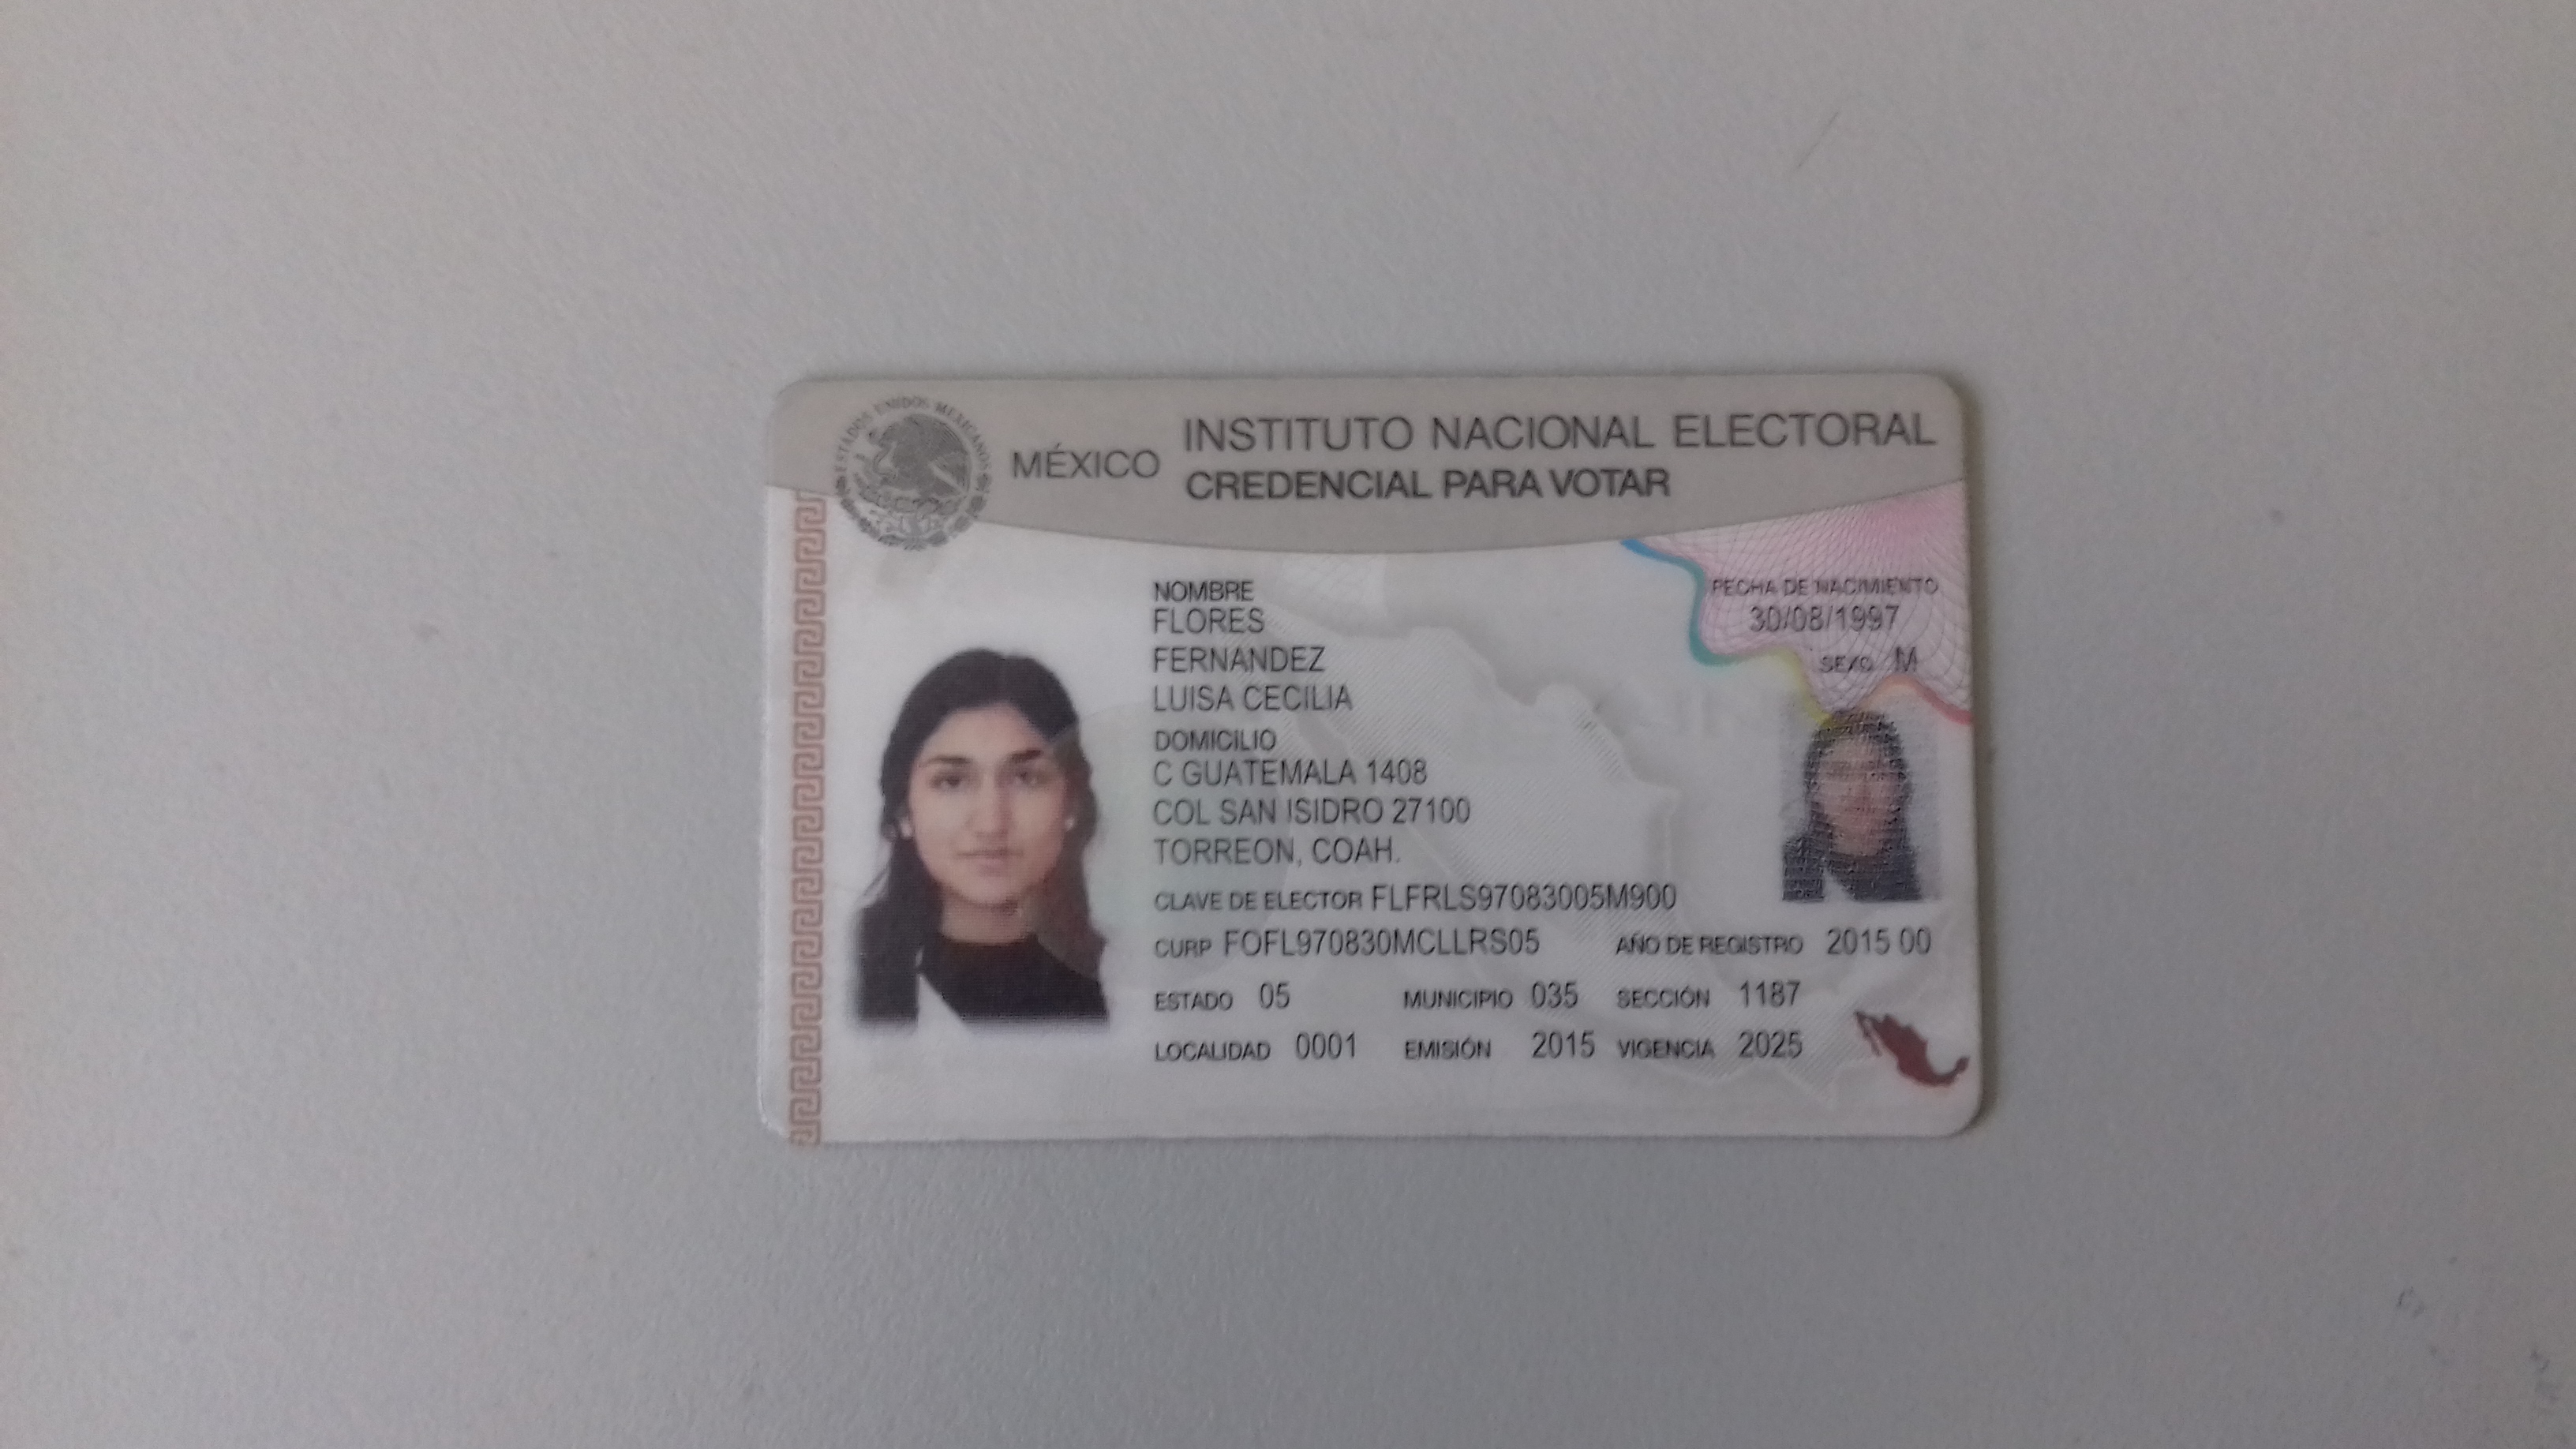 ESTADOS UNIDOS MEXICANOS
MÉXICO
INSTITUTO NACIONAL ELECTORAL
CREDENCIAL PARA VOTAR
NOMBRE
FLORES
FERNANDEZ
LUISA CECILIA
FECHA DE NACIMIENTO
30/08/1997
SEXO M
DOMICILIO
C GUATEMALA 1408
COL SAN ISIDRO 27100
TORREON, COAH.
CLAVE DE ELECTOR FLFRLS97083005M900
CURP FOFL970830MCLLRS05 AÑO DE REGISTRO 2015 00
ESTADO 05 MUNICIPIO 035 SECCIÓN 1187
LOCALIDAD 0001 EMISIÓN 2015 VIGENCIA 2025